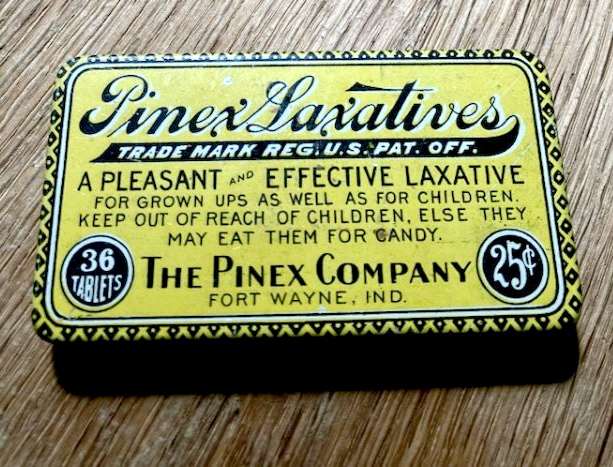 Pinex Laxatives
TRADE MARK REG. U.S. PAT. OFF.
A PLEASANT AND EFFECTIVE LAXATIVE
FOR GROWN UPS AS WELL AS FOR CHILDREN.
KEEP OUT OF REACH OF CHILDREN, ELSE THEY
MAY EAT THEM FOR CANDY.
36
TABLETS
THE PINEX COMPANY
25¢
FORT WAYNE, IND.